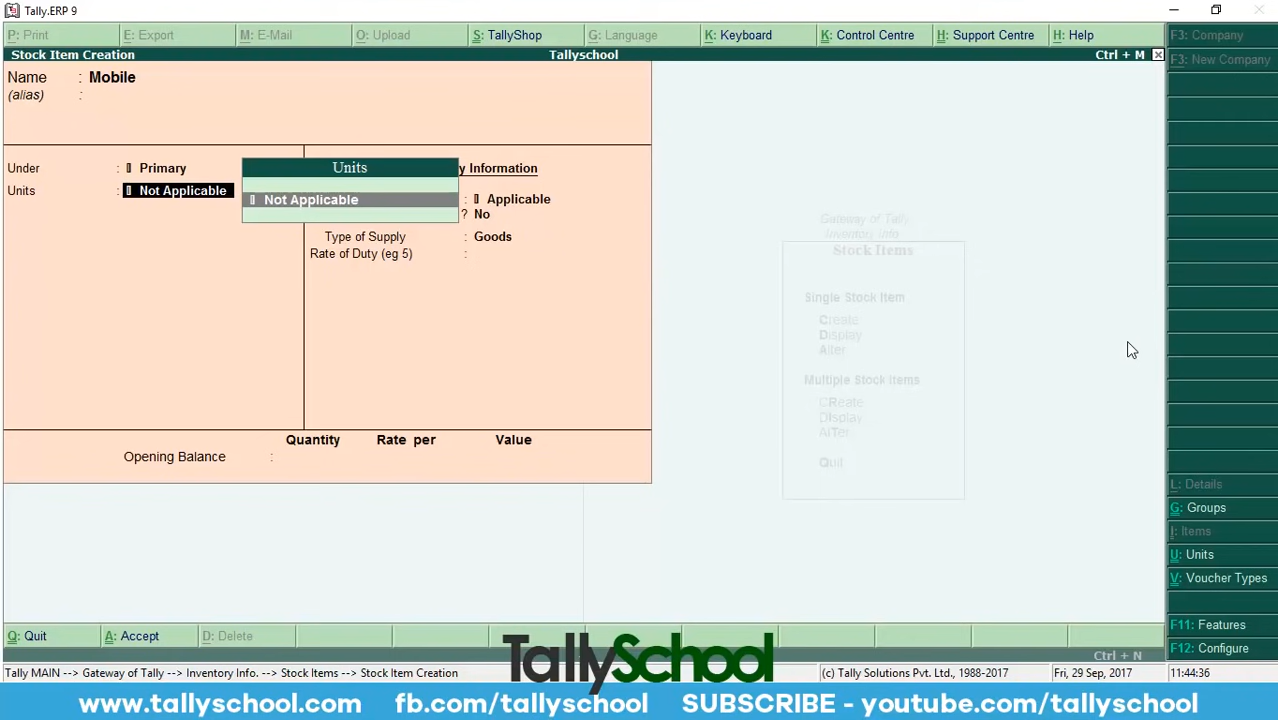 Tally.ERP 9
P: Print E: Export M: E-Mail O: Upload S: TallyShop G: Language K: Keyboard K: Control Centre H: Support Centre H: Help F3: Company
Stock Item Creation Tallyschool Ctrl + M
F3: New Company
Name : Mobile
(alias) :
Under : Primary
Units
y Information
Units : Not Applicable
Not Applicable
: Applicable
? No
Type of Supply : Goods
Rate of Duty (eg 5) :
Gateway of Tally
Inventory Info
Stock Items
Single Stock Item
Create
Display
Alter
Multiple Stock Items
CReate
DIsplay
AlTer
Quit
Quantity Rate per Value
Opening Balance :
L: Details
G: Groups
I: Items
U: Units
V: Voucher Types
F11: Features
F12: Configure
Q: Quit A: Accept D: Delete
TallySchool
Ctrl + N
Tally MAIN --> Gateway of Tally --> Inventory Info. --> Stock Items --> Stock Item Creation (c) Tally Solutions Pvt. Ltd., 1988-2017 Fri, 29 Sep, 2017 11:44:36
www.tallyschool.com fb.com/tallyschool SUBSCRIBE - youtube.com/tallyschool